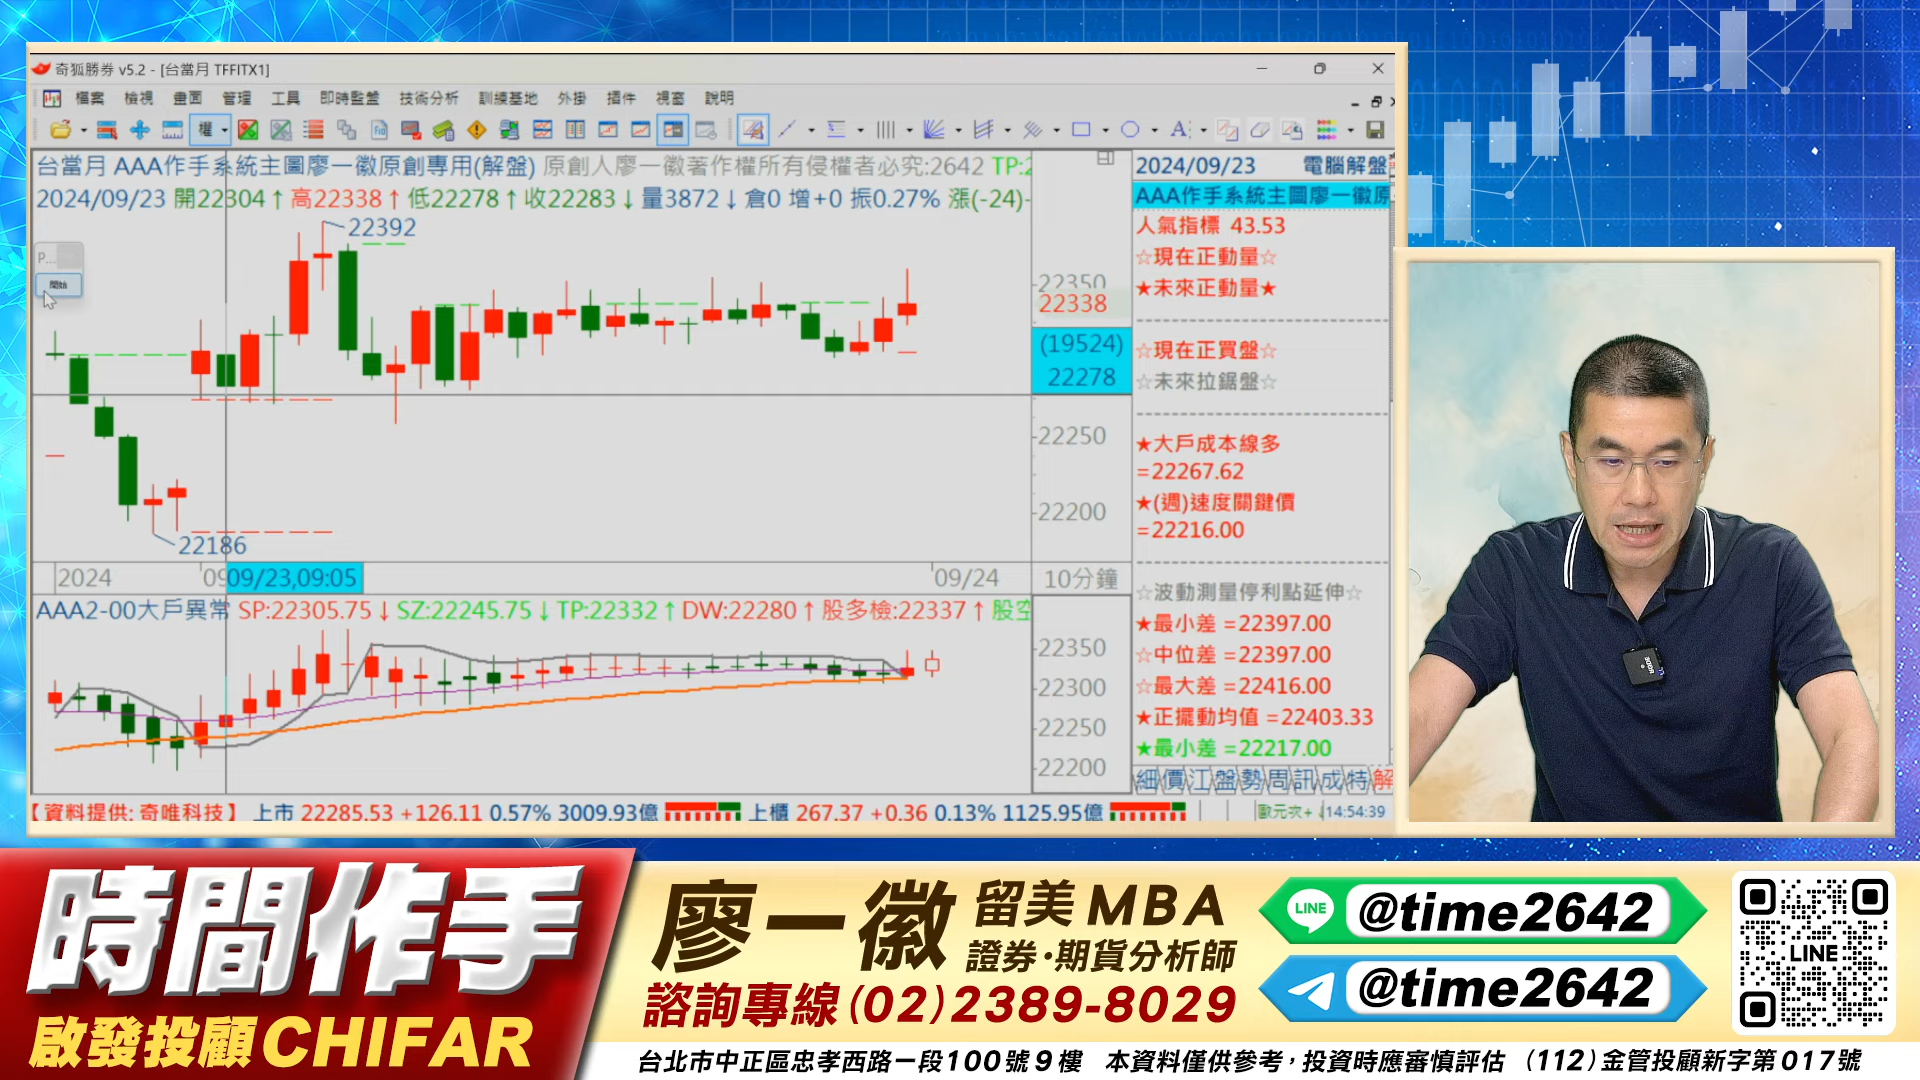 奇狐勝券 v5.2 - [台當月 TFFITX1]
檔案 檢視 畫面 管理 工具 即時監盤 技術分析 訓練基地 外掛 插件 視窗 說明
權
台當月 AAA作手系統主圖廖一徽原創專用(解盤) 原創人廖一徽著作權所有侵權者必究:2642 TP:2
2024/09/23 開22304↑ 高22338↑ 低22278↑ 收22283↓ 量3872↓ 倉0 增+0 振0.27% 漲(-24)-
22392
P...
開始
22186
22350
22338
(19524)
22278
22250
22200
2024
09/23,09:05
09/24
10分鐘
AAA2-00大戶異常 SP:22305.75↓ SZ:22245.75↓ TP:22332↑ DW:22280↑ 股多檢:22337↑ 股空
22350
22300
22250
22200
2024/09/23 電腦解盤
AAA作手系統主圖廖一徽原
人氣指標 43.53
☆現在正動量☆
★未來正動量★
☆現在正買盤☆
☆未來拉鋸盤☆
★大戶成本線多
=22267.62
★(週)速度關鍵價
=22216.00
☆波動測量停利點延伸☆
★最小差 =22397.00
☆中位差 =22397.00
☆最大差 =22416.00
★正擺動均值 =22403.33
★最小差 =22217.00
細 價 江 盤 勢 周 訊 成 特 解
【資料提供: 奇唯科技】 上市 22285.53 +126.11 0.57% 3009.93億 上櫃 267.37 +0.36 0.13% 1125.95億 14:54:39
時間作手
啟發投顧CHIFAR
廖一徽 留美MBA
證券·期貨分析師
諮詢專線(02)2389-8029
LINE @time2642
@time2642
LINE
台北市中正區忠孝西路一段100號9樓 本資料僅供參考,投資時應審慎評估 (112)金管投顧新字第017號